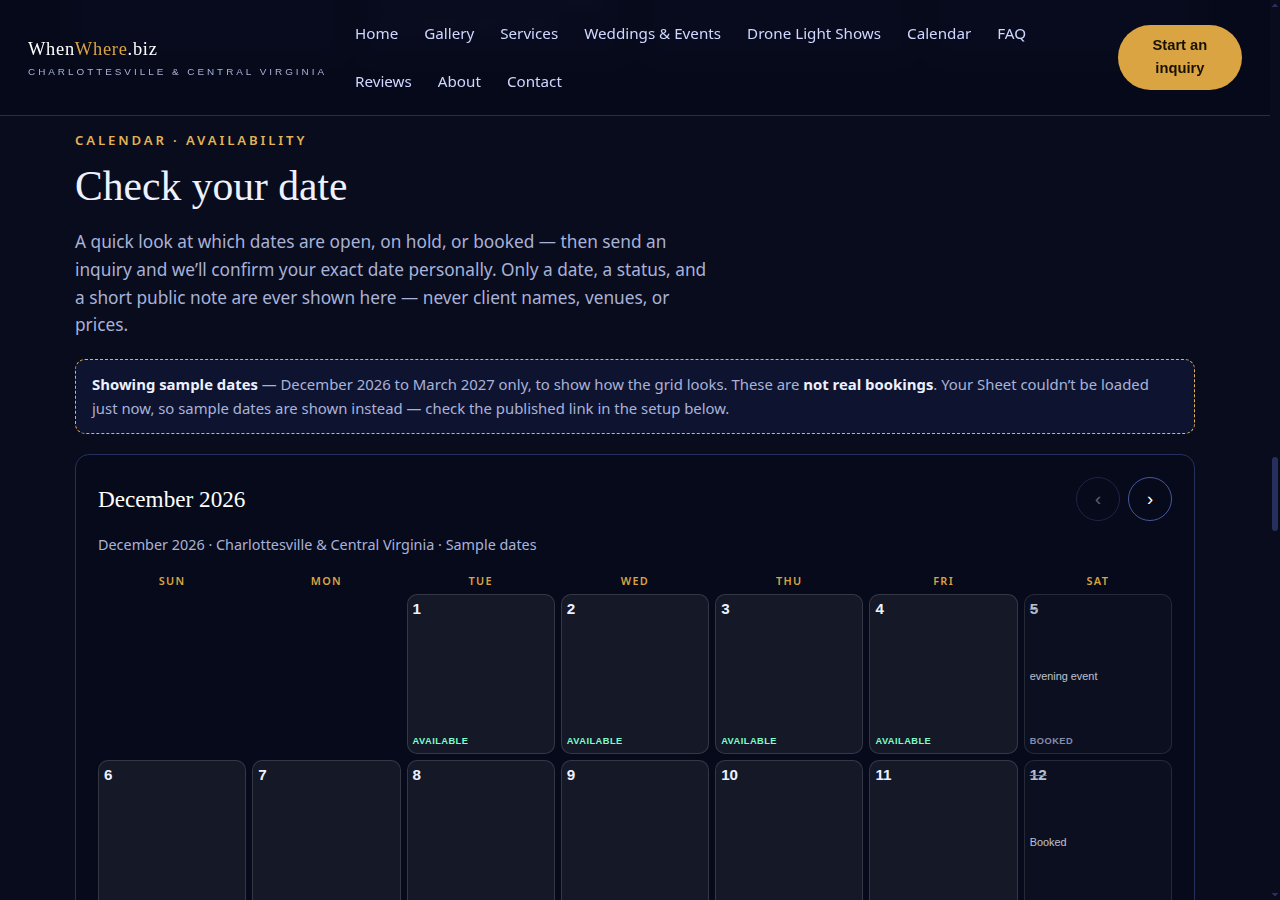 WhenWhere.biz
CHARLOTTESVILLE & CENTRAL VIRGINIA
Home Gallery Services Weddings & Events Drone Light Shows Calendar FAQ
Reviews About Contact
Start an
inquiry
CALENDAR · AVAILABILITY
Check your date
A quick look at which dates are open, on hold, or booked — then send an
inquiry and we’ll confirm your exact date personally. Only a date, a status, and
a short public note are ever shown here — never client names, venues, or
prices.
Showing sample dates — December 2026 to March 2027 only, to show how the grid looks. These are not real bookings. Your Sheet couldn’t be loaded
just now, so sample dates are shown instead — check the published link in the setup below.
December 2026
‹ ›
December 2026 · Charlottesville & Central Virginia · Sample dates
SUN MON TUE WED THU FRI SAT
1 2 3 4 5
evening event
AVAILABLE AVAILABLE AVAILABLE AVAILABLE BOOKED
6 7 8 9 10 11 12
Booked